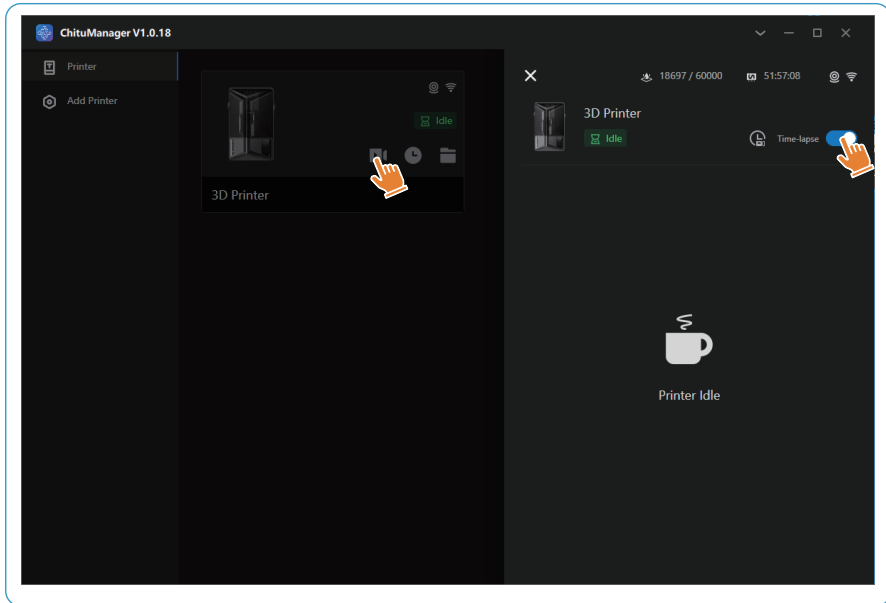 ChituManager V1.0.18
Printer
Add Printer
Idle
3D Printer
18697 / 60000
51:57:08
3D Printer
Idle
Time-lapse
Printer Idle